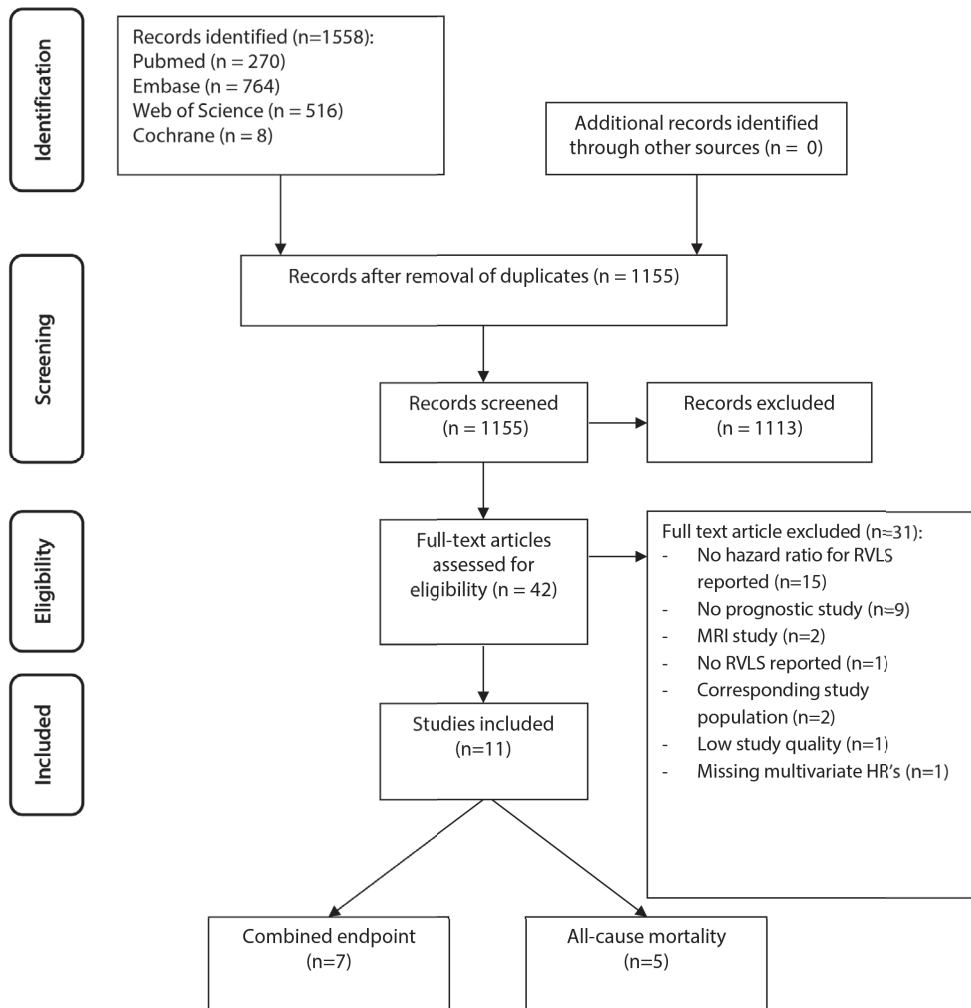 Identification
Records identified (n=1558):
Pubmed (n = 270)
Embase (n = 764)
Web of Science (n = 516)
Cochrane (n = 8)
Additional records identified
through other sources (n = 0)
Screening
Records after removal of duplicates (n = 1155)
Records screened
(n = 1155)
Records excluded
(n = 1113)
Eligibility
Full-text articles
assessed for
eligibility (n = 42)
Full text article excluded (n=31):
- No hazard ratio for RVLS
reported (n=15)
- No prognostic study (n=9)
- MRI study (n=2)
- No RVLS reported (n=1)
- Corresponding study
population (n=2)
- Low study quality (n=1)
- Missing multivariate HR's (n=1)
Included
Studies included
(n=11)
Combined endpoint
(n=7)
All-cause mortality
(n=5)